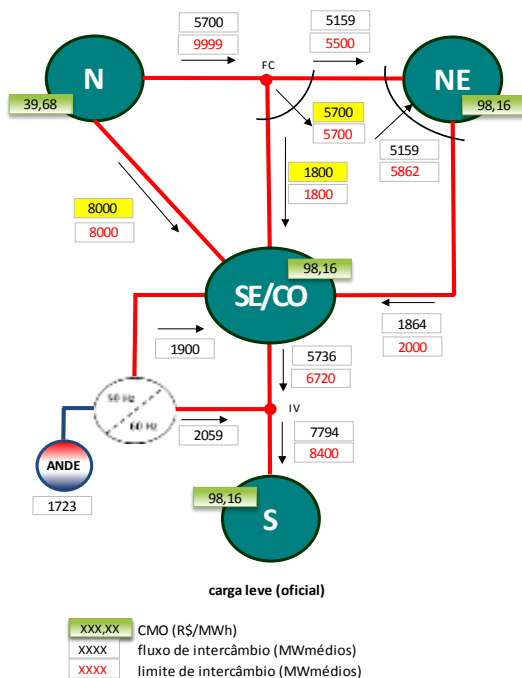 5700
9999
5159
5500
FC
N
NE
39,68
98,16
5700
5700
5159
5862
1800
1800
8000
8000
98,16
SE/CO
1864
2000
1900
5736
6720
50 Hz
60 Hz
IV
2059
7794
8400
ANDE
1723
98,16
S
carga leve (oficial)
XXX,XX CMO (R$/MWh)
XXXX fluxo de intercâmbio (MWmédios)
XXXX limite de intercâmbio (MWmédios)